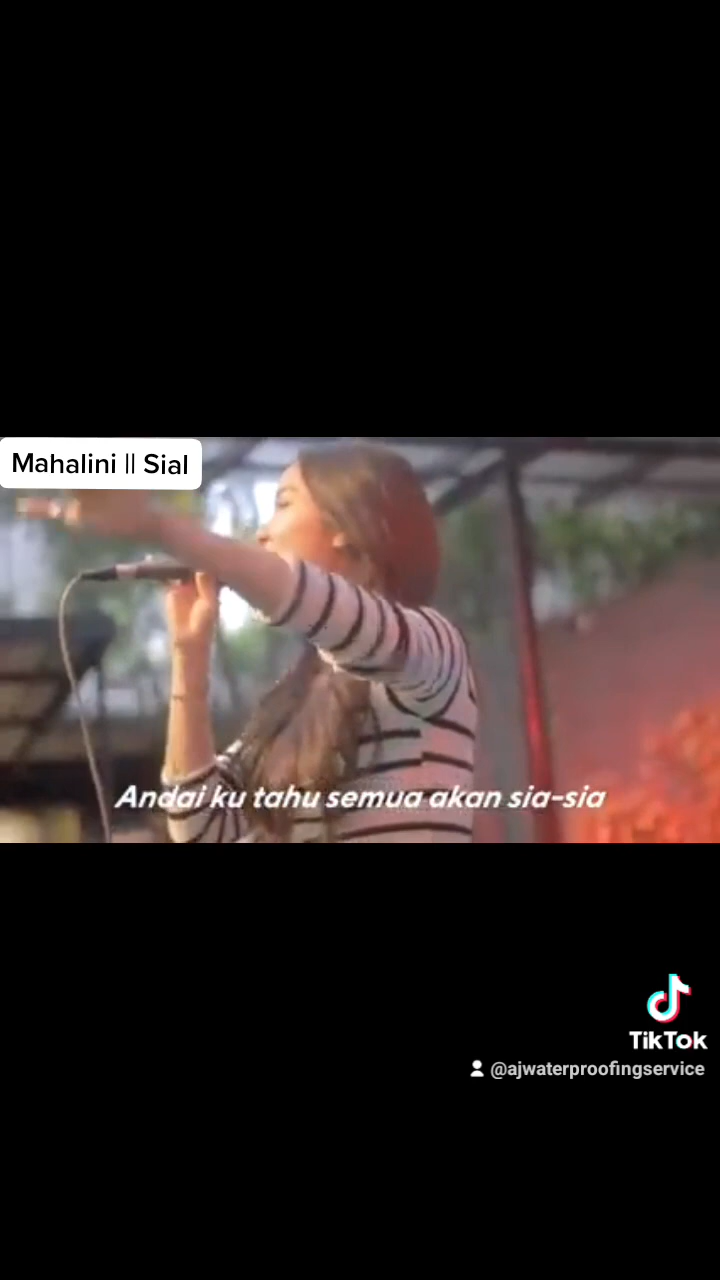 Mahalini || Sial
Andai ku tahu semua akan sia-sia
TikTok
@ajwaterproofingservice